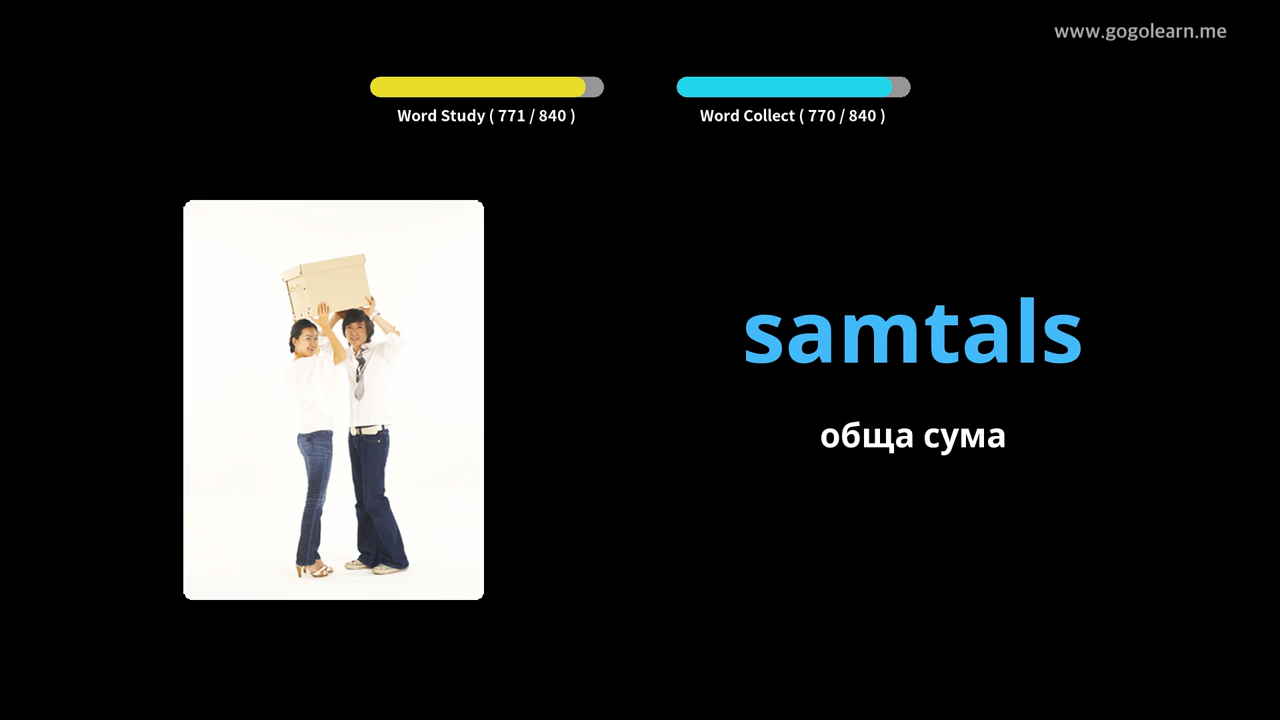 www.gogolearn.me
Word Study ( 771 / 840 )
Word Collect ( 770 / 840 )
samtals
обща сума